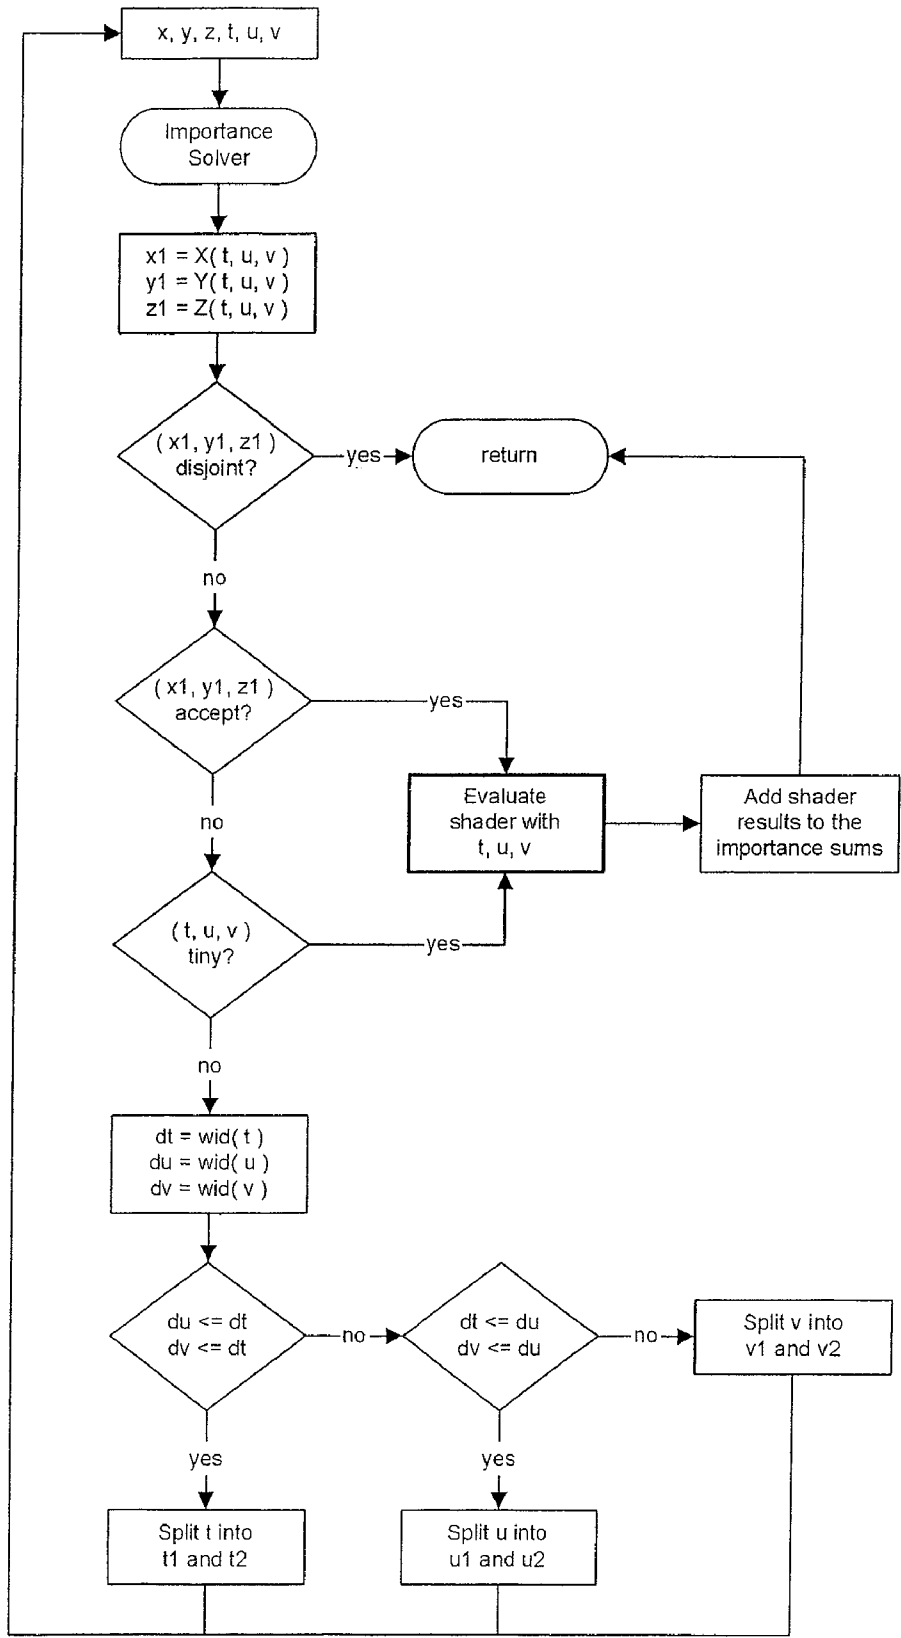 x, y, z, t, u, v
Importance
Solver
x1 = X( t, u, v )
y1 = Y( t, u, v )
z1 = Z( t, u, v )
( x1, y1, z1 )
disjoint?
yes
return
no
( x1, y1, z1 )
accept?
yes
no
Evaluate
shader with
t, u, v
Add shader
results to the
importance sums
( t, u, v )
tiny?
yes
no
dt = wid( t )
du = wid( u )
dv = wid( v )
du <= dt
dv <= dt
no
dt <= du
dv <= du
no
Split v into
v1 and v2
yes
yes
Split t into
t1 and t2
Split u into
u1 and u2